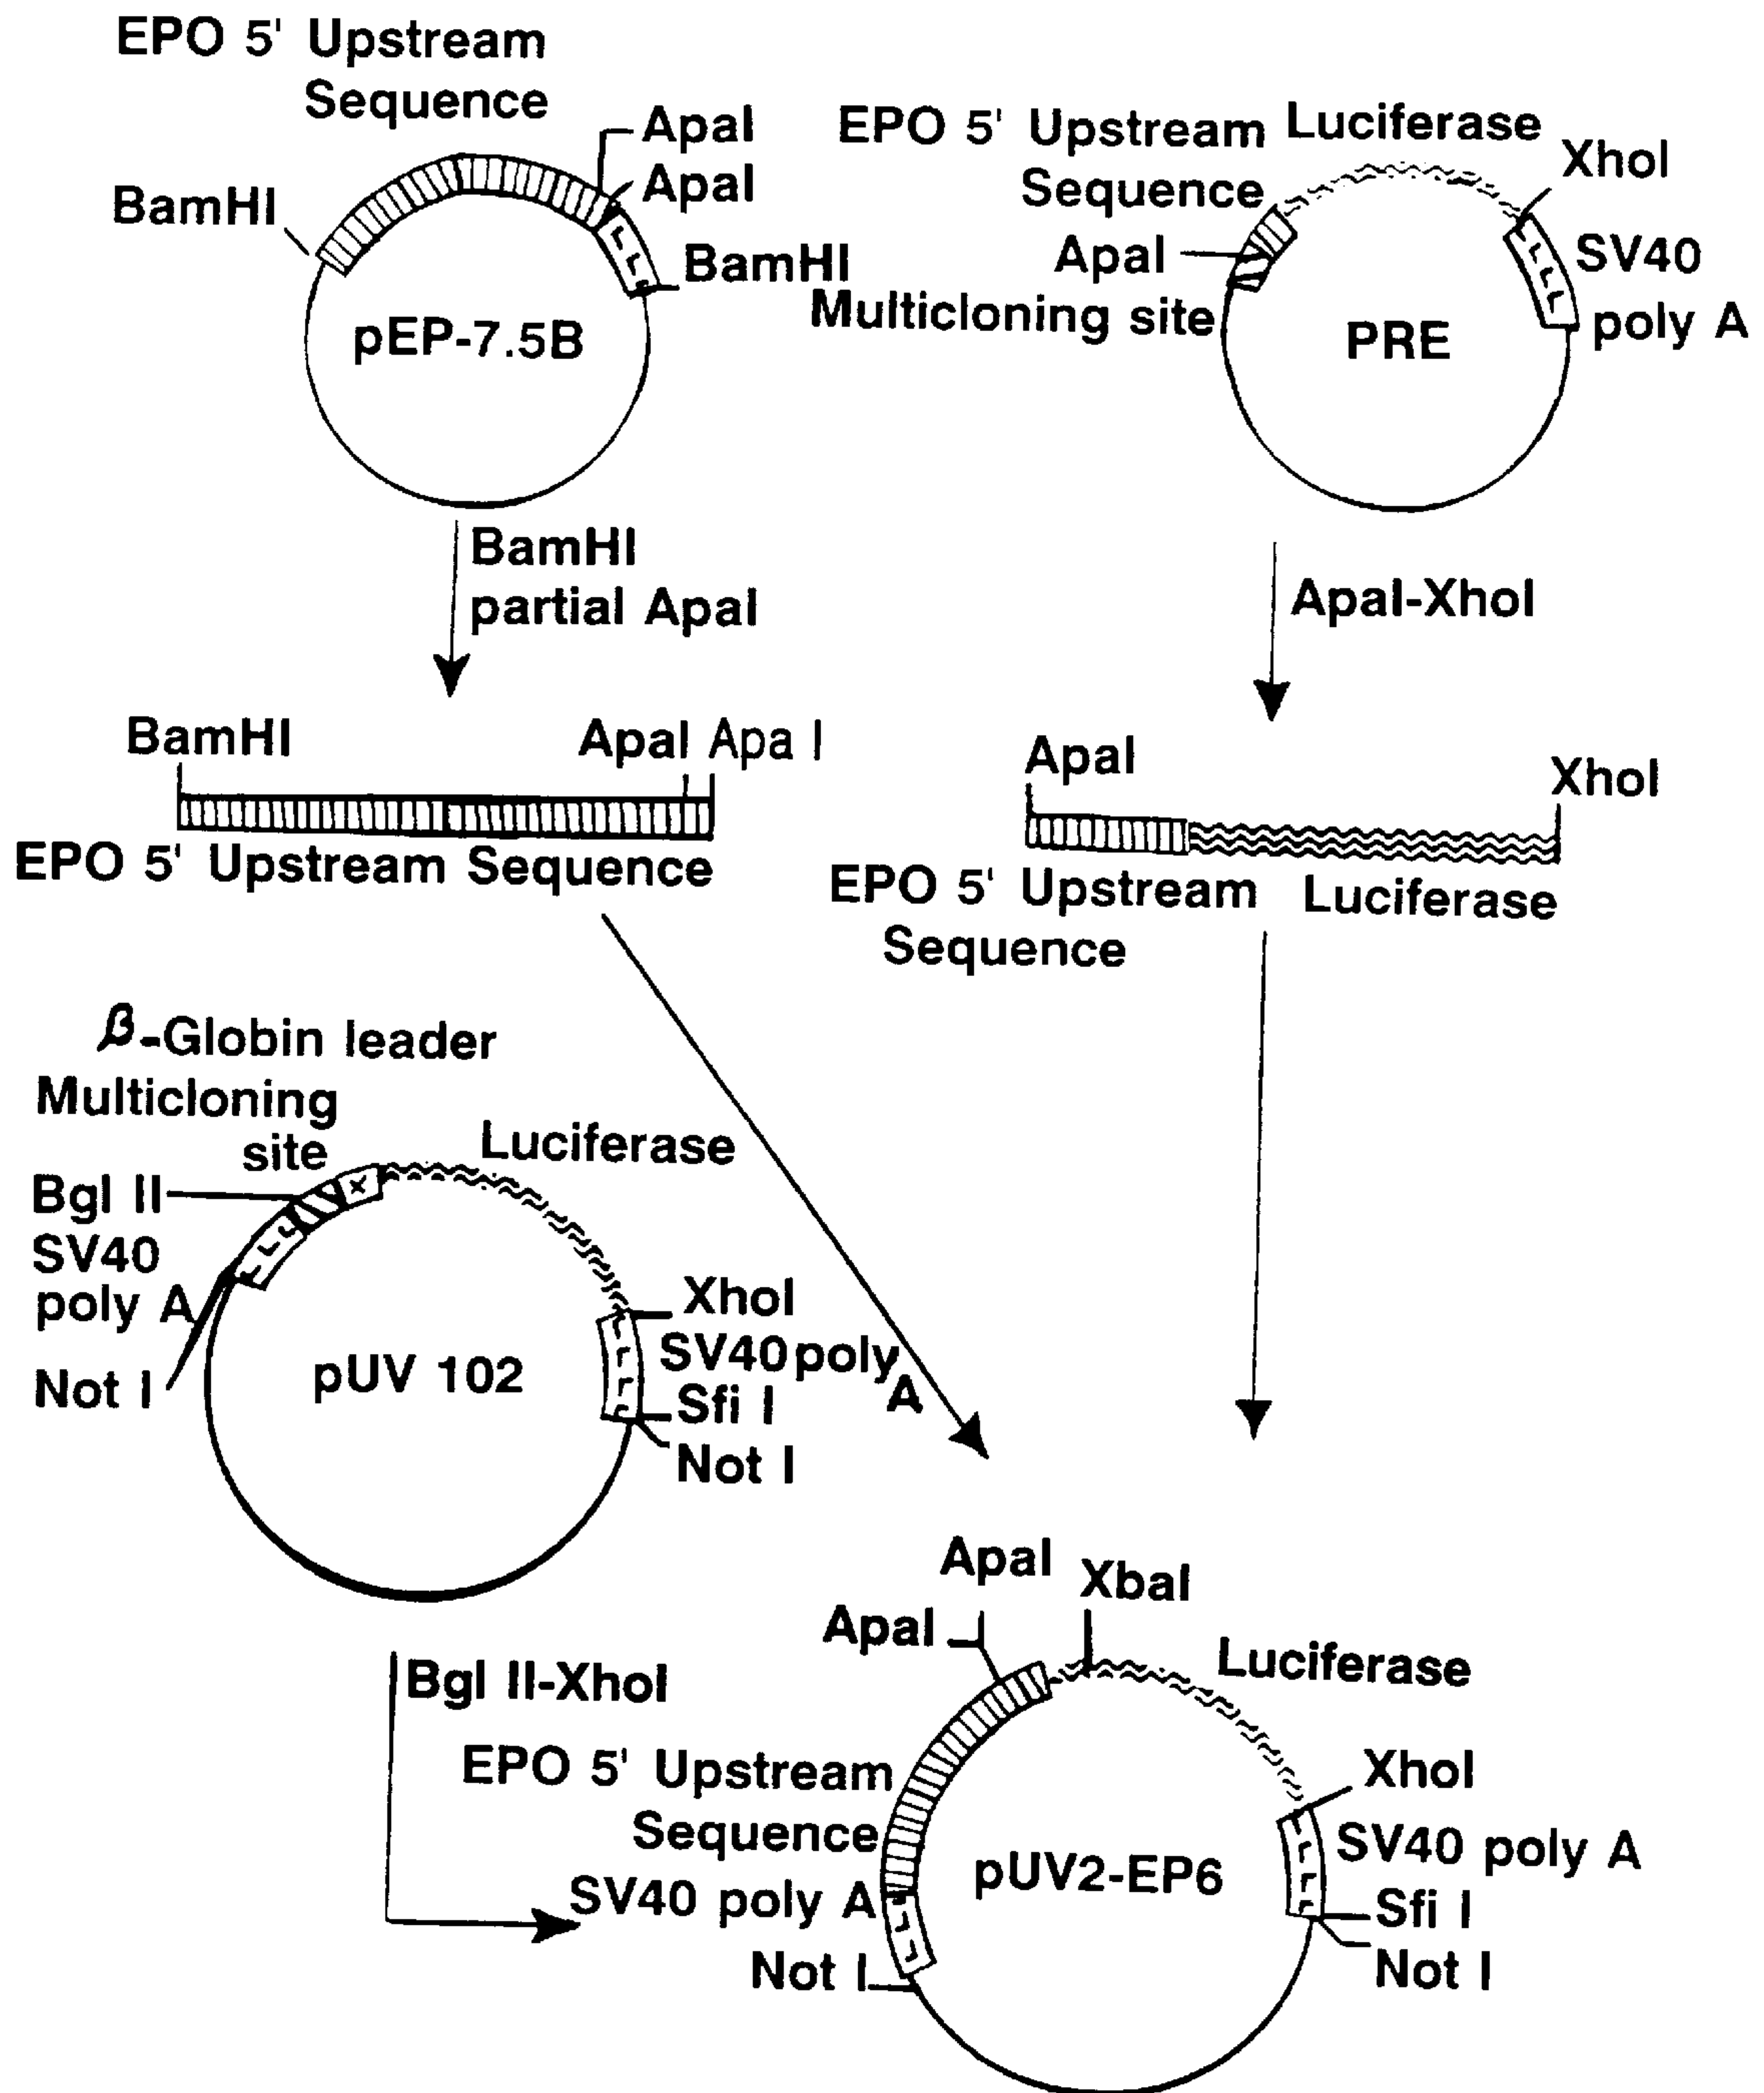 EPO 5' Upstream
Sequence
ApaI
ApaI
BamHI
BamHI
pEP-7.5B
EPO 5' Upstream
Sequence
Luciferase
XhoI
ApaI
Multicloning site
SV40
poly A
PRE
BamHI
partial ApaI
ApaI-XhoI
BamHI
ApaI Apa I
EPO 5' Upstream Sequence
ApaI
XhoI
EPO 5' Upstream
Sequence
Luciferase
β-Globin leader
Multicloning
site
Luciferase
Bgl II
SV40
poly A
Not I
pUV 102
XhoI
SV40 poly
A
Sfi I
Not I
Bgl II-XhoI
ApaI
XbaI
ApaI
Luciferase
EPO 5' Upstream
Sequence
SV40 poly A
Not I
pUV2-EP6
XhoI
SV40 poly A
Sfi I
Not I